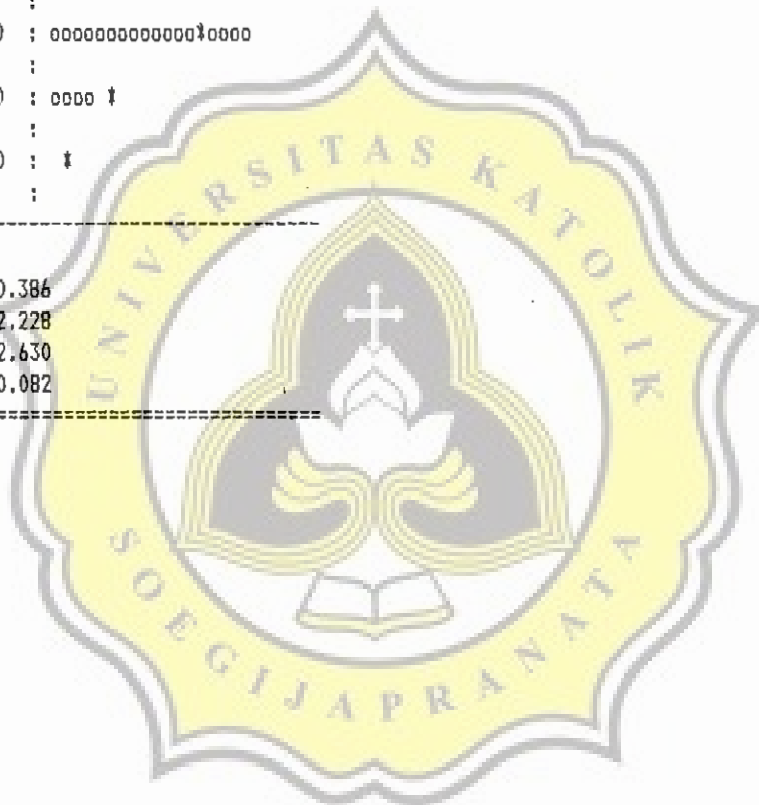 :
) : ooooooooooooo*oooo
:
) : oooo *
:
) : *
:
--------------------------------
0.386
2.228
2.630
0.082
================================
UNIVERSITAS KATOLIK
SOEGIJAPRANATA